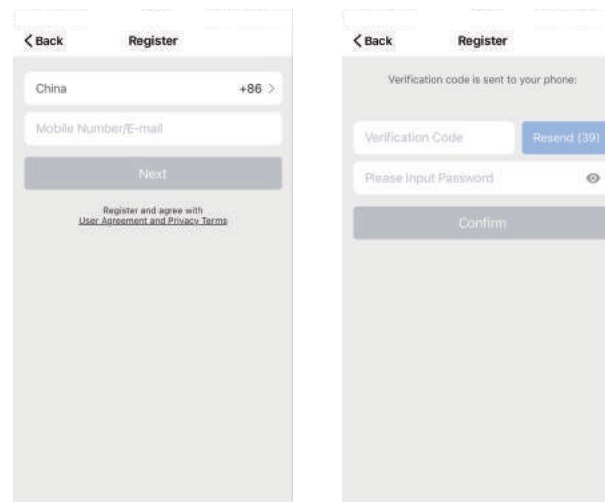 Back Register
China +86
Mobile Number/E-mail
Next
Register and agree with
User Agreement and Privacy Terms
Back Register
Verification code is sent to your phone:
Verification Code Resend (39)
Please Input Password
Confirm